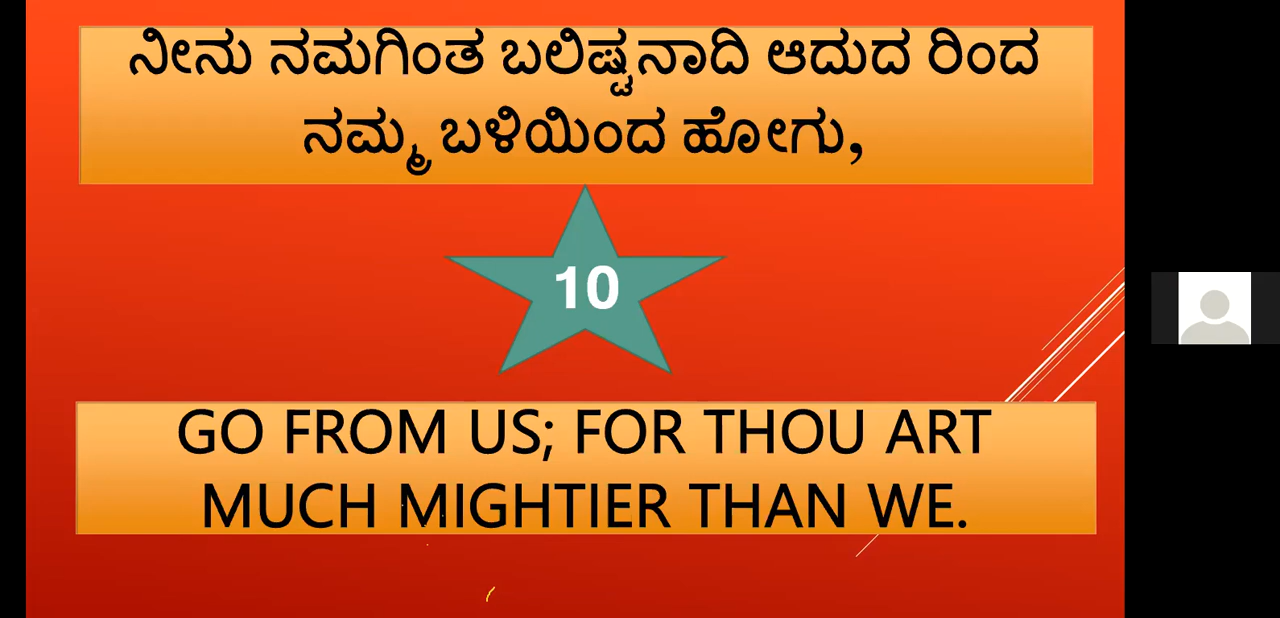 ನೀನು ನಮಗಿಂತ ಬಲಿಷ್ಟನಾದಿ ಆದುದ ರಿಂದ
ನಮ್ಮ್ರ ಬಳಿಯಿಂದ ಹೋಗು,
10
GO FROM US; FOR THOU ART
MUCH MIGHTIER THAN WE.